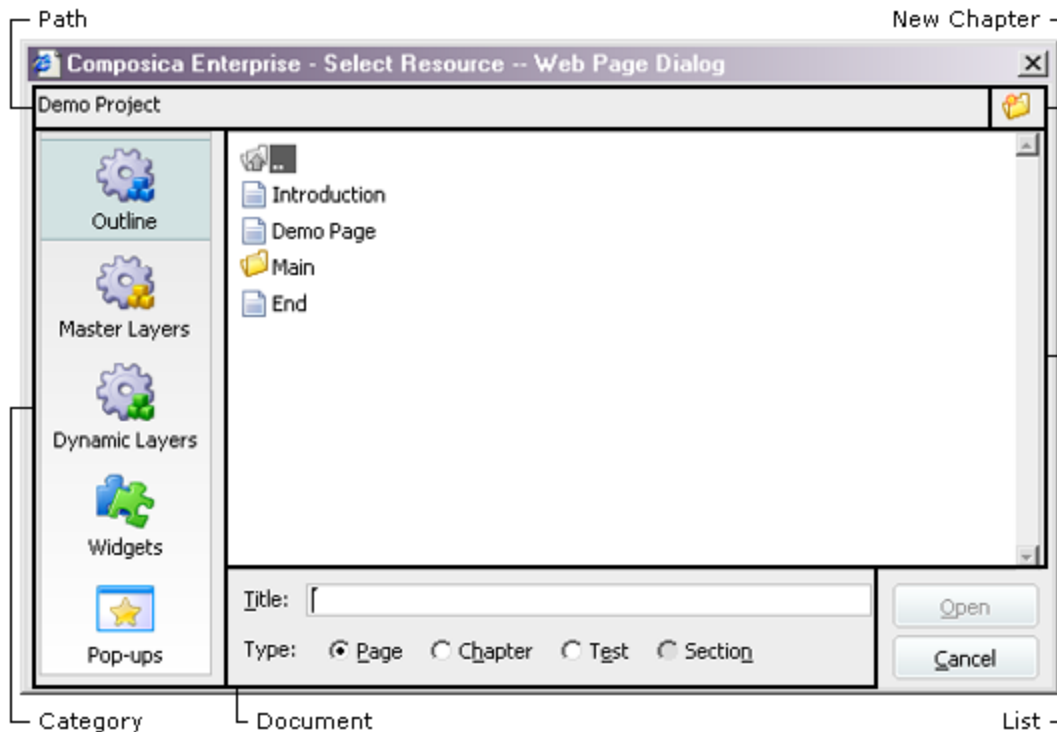 Path
New Chapter
Composica Enterprise - Select Resource -- Web Page Dialog
Demo Project
Outline
Master Layers
Dynamic Layers
Widgets
Pop-ups
..
Introduction
Demo Page
Main
End
Title:
Type: Page Chapter Test Section
Open
Cancel
Category
Document
List